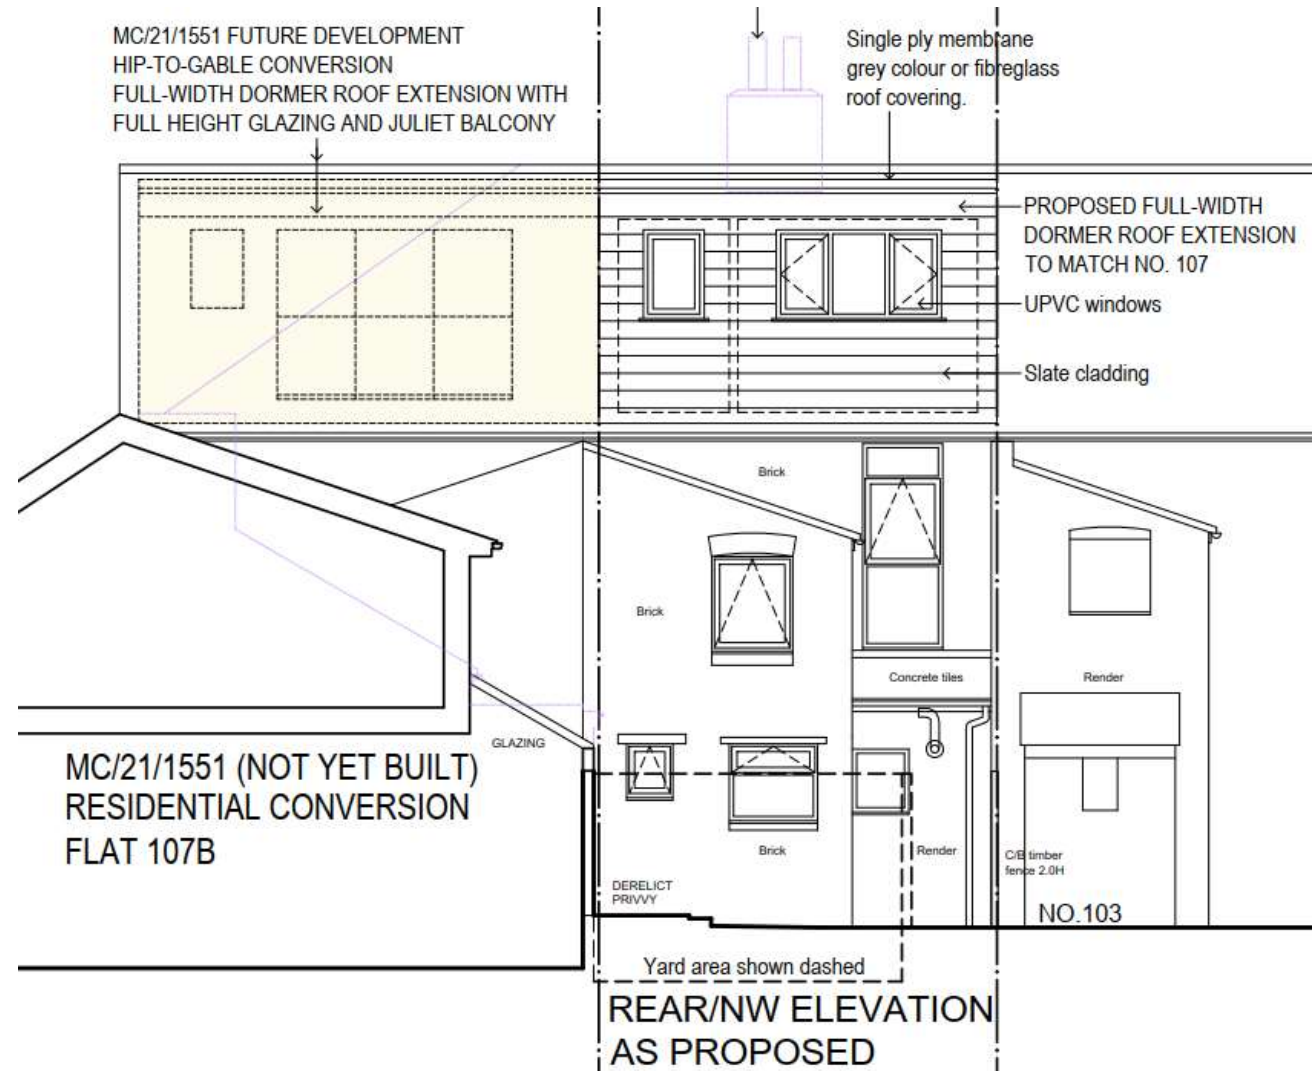 MC/21/1551 FUTURE DEVELOPMENT
HIP-TO-GABLE CONVERSION
FULL-WIDTH DORMER ROOF EXTENSION WITH
FULL HEIGHT GLAZING AND JULIET BALCONY
Single ply membrane
grey colour or fibreglass
roof covering.
PROPOSED FULL-WIDTH
DORMER ROOF EXTENSION
TO MATCH NO. 107
UPVC windows
Slate cladding
Brick
Brick
Concrete tiles
Render
GLAZING
MC/21/1551 (NOT YET BUILT)
RESIDENTIAL CONVERSION
FLAT 107B
Brick
Render
C/B timber
fence 2.0H
DERELICT
PRIVVY
NO.103
Yard area shown dashed
REAR/NW ELEVATION
AS PROPOSED